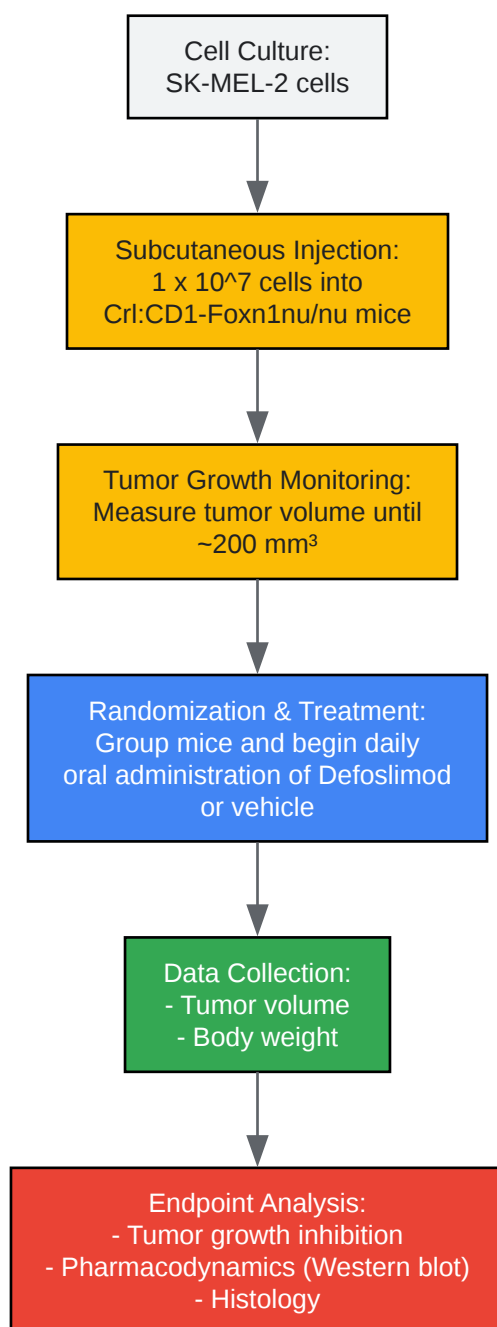 Cell Culture:
SK-MEL-2 cells
Subcutaneous Injection:
1 x 10^7 cells into
Crl:CD1-Foxn1nu/nu mice
Tumor Growth Monitoring:
Measure tumor volume until
~200 mm³
Randomization & Treatment:
Group mice and begin daily
oral administration of Defoslimod
or vehicle
Data Collection:
- Tumor volume
- Body weight
Endpoint Analysis:
- Tumor growth inhibition
- Pharmacodynamics (Western blot)
- Histology